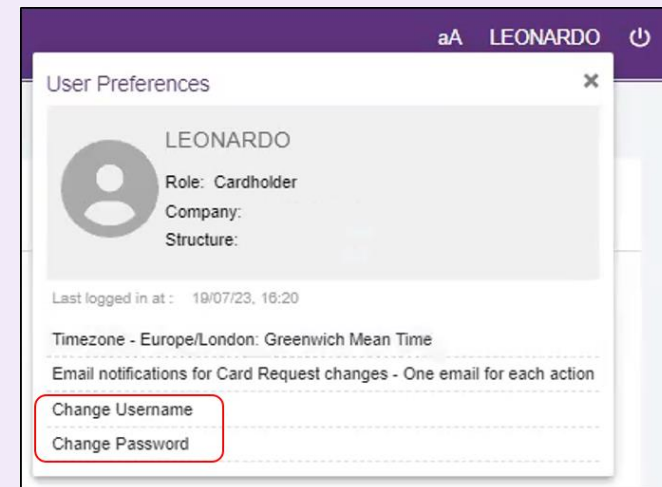 aA LEONARDO
User Preferences
LEONARDO
Role: Cardholder
Company:
Structure:
Last logged in at : 19/07/23, 16:20
Timezone - Europe/London: Greenwich Mean Time
Email notifications for Card Request changes - One email for each action
Change Username
Change Password